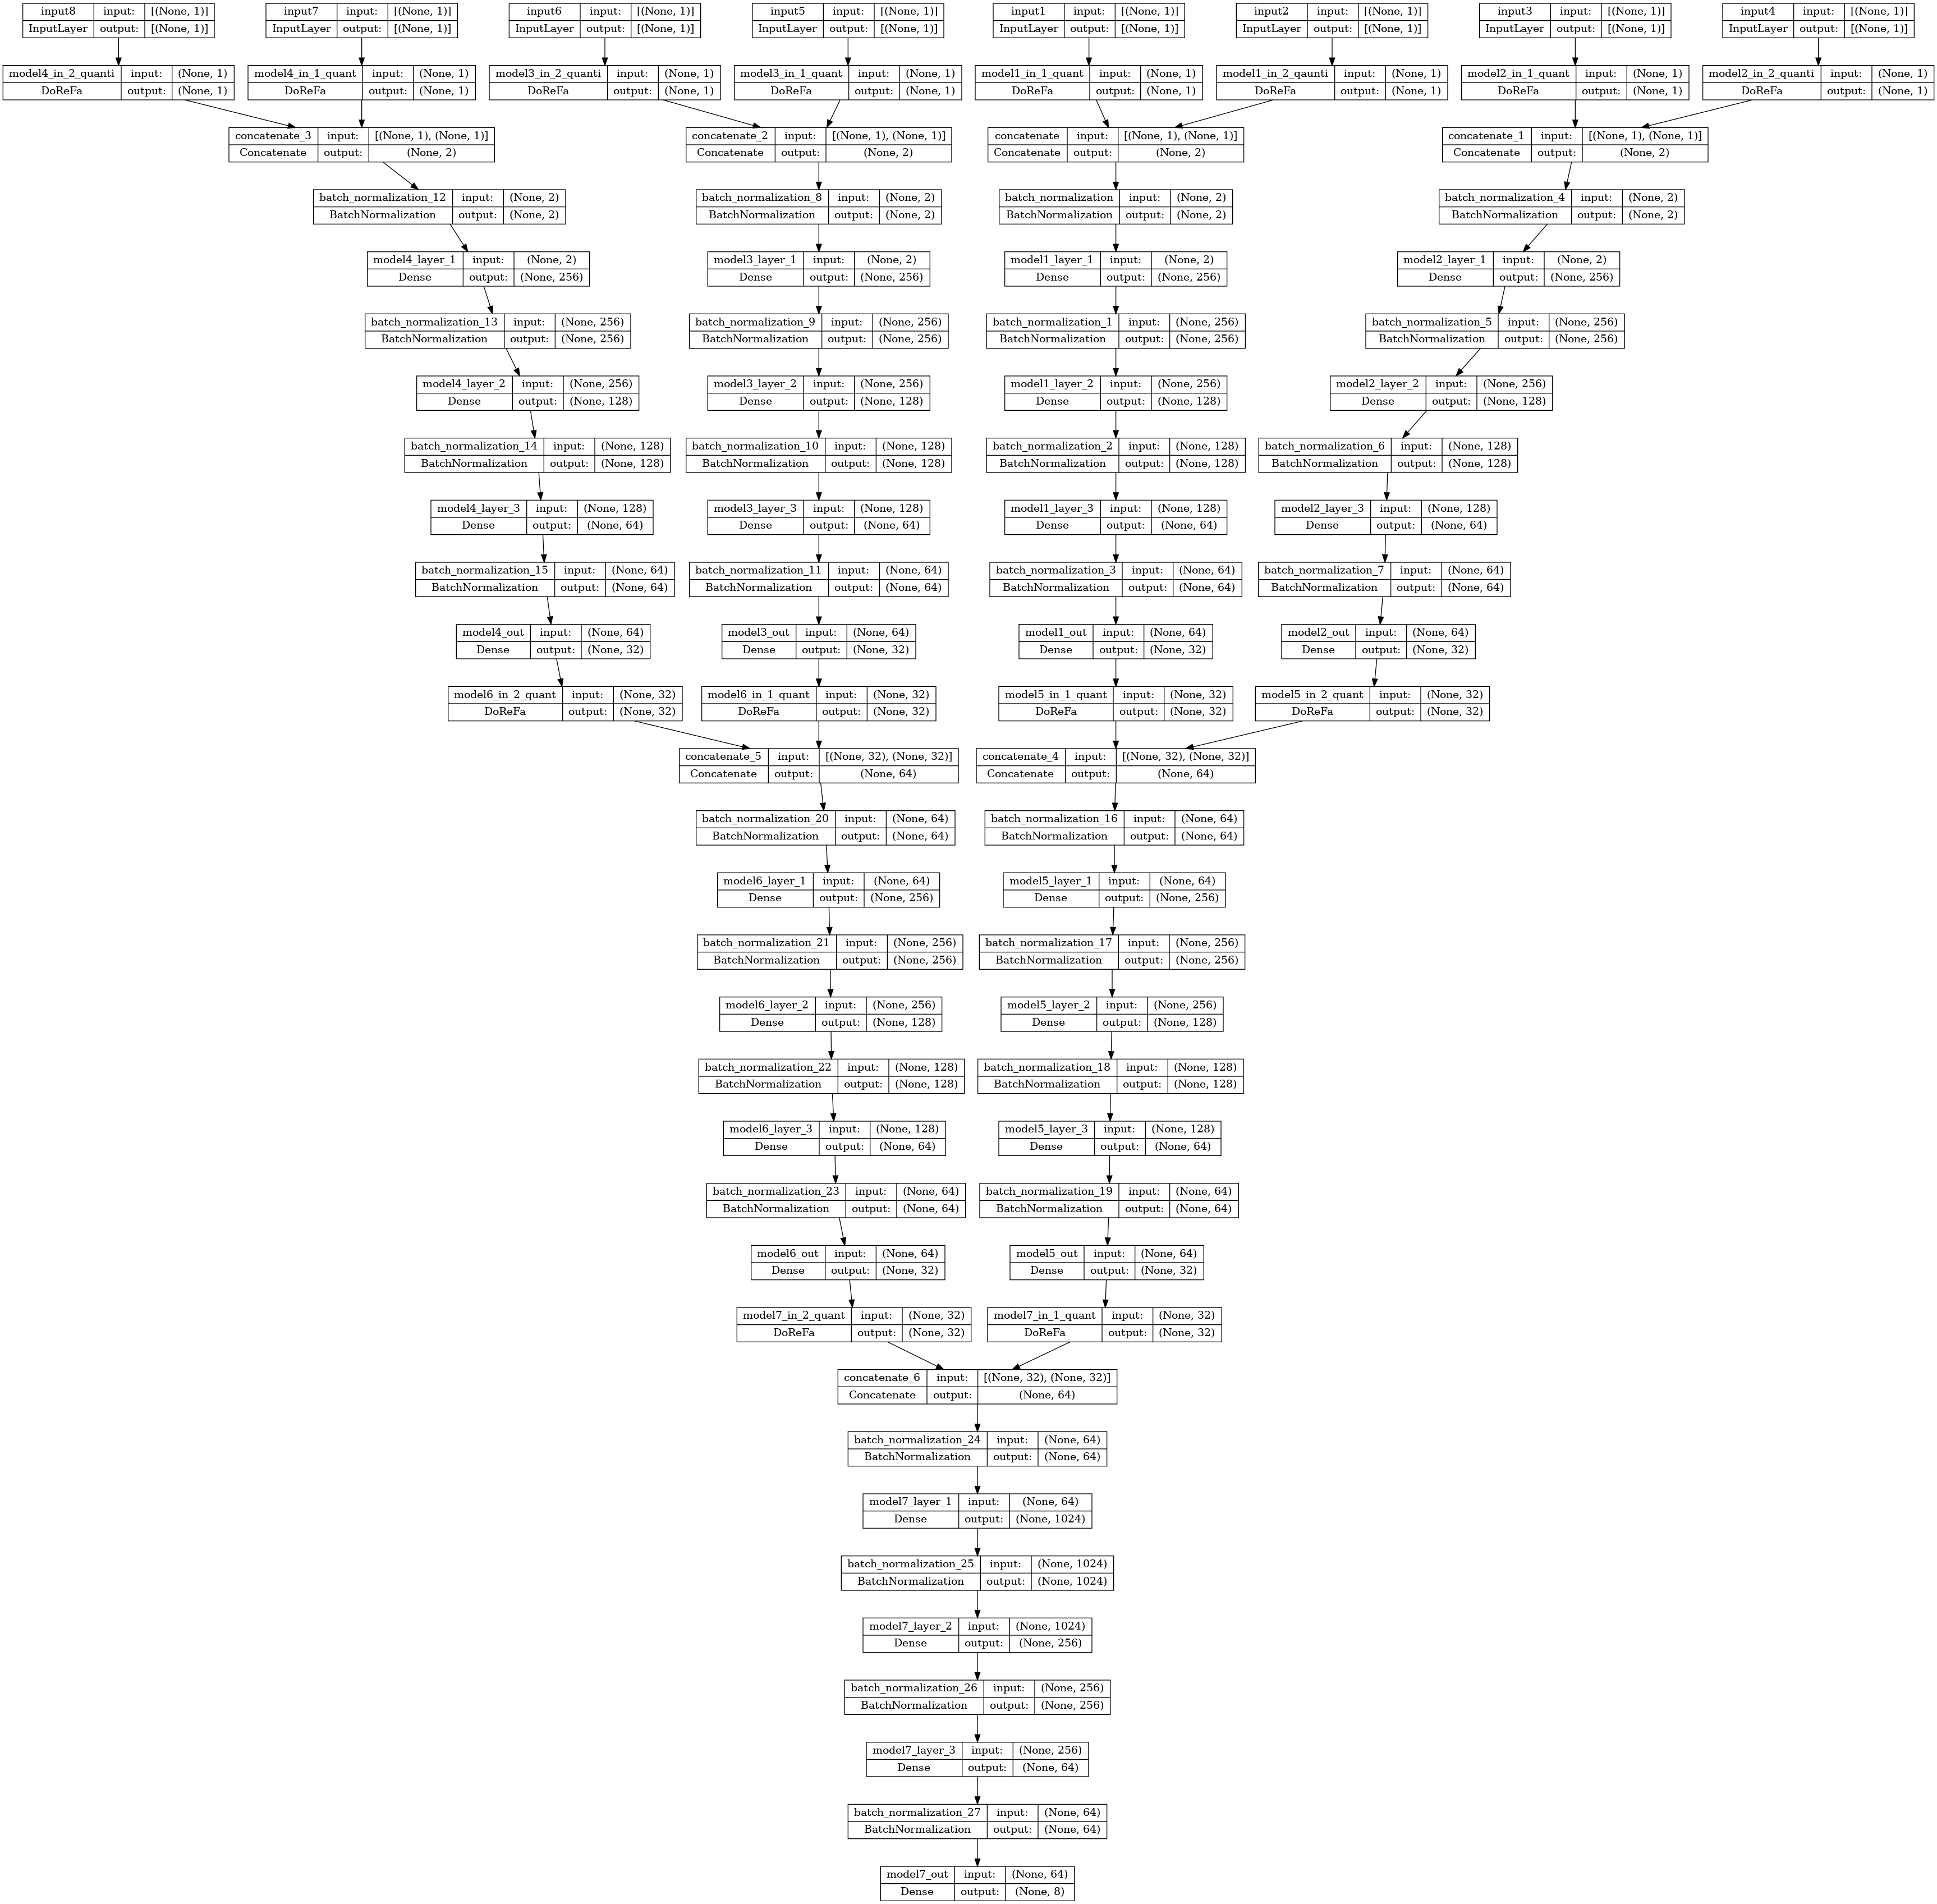 input8 input: [(None, 1)] input7 input: [(None, 1)] input6 input: [(None, 1)] input5 input: [(None, 1)] input1 input: [(None, 1)] input2 input: [(None, 1)] input3 input: [(None, 1)] input4 input: [(None, 1)]
InputLayer output: [(None, 1)] InputLayer output: [(None, 1)] InputLayer output: [(None, 1)] InputLayer output: [(None, 1)] InputLayer output: [(None, 1)] InputLayer output: [(None, 1)] InputLayer output: [(None, 1)] InputLayer output: [(None, 1)]
model4_in_2_quanti input: (None, 1) model4_in_1_quant input: (None, 1) model3_in_2_quanti input: (None, 1) model3_in_1_quant input: (None, 1) model1_in_1_quant input: (None, 1) model1_in_2_qaunti input: (None, 1) model2_in_1_quant input: (None, 1) model2_in_2_quanti input: (None, 1)
DoReFa output: (None, 1) DoReFa output: (None, 1) DoReFa output: (None, 1) DoReFa output: (None, 1) DoReFa output: (None, 1) DoReFa output: (None, 1) DoReFa output: (None, 1) DoReFa output: (None, 1)
concatenate_3 input: [(None, 1), (None, 1)] concatenate_2 input: [(None, 1), (None, 1)] concatenate input: [(None, 1), (None, 1)] concatenate_1 input: [(None, 1), (None, 1)]
Concatenate output: (None, 2) Concatenate output: (None, 2) Concatenate output: (None, 2) Concatenate output: (None, 2)
batch_normalization_12 input: (None, 2) batch_normalization_8 input: (None, 2) batch_normalization input: (None, 2) batch_normalization_4 input: (None, 2)
BatchNormalization output: (None, 2) BatchNormalization output: (None, 2) BatchNormalization output: (None, 2) BatchNormalization output: (None, 2)
model4_layer_1 input: (None, 2) model3_layer_1 input: (None, 2) model1_layer_1 input: (None, 2) model2_layer_1 input: (None, 2)
Dense output: (None, 256) Dense output: (None, 256) Dense output: (None, 256) Dense output: (None, 256)
batch_normalization_13 input: (None, 256) batch_normalization_9 input: (None, 256) batch_normalization_1 input: (None, 256) batch_normalization_5 input: (None, 256)
BatchNormalization output: (None, 256) BatchNormalization output: (None, 256) BatchNormalization output: (None, 256) BatchNormalization output: (None, 256)
model4_layer_2 input: (None, 256) model3_layer_2 input: (None, 256) model1_layer_2 input: (None, 256) model2_layer_2 input: (None, 256)
Dense output: (None, 128) Dense output: (None, 128) Dense output: (None, 128) Dense output: (None, 128)
batch_normalization_14 input: (None, 128) batch_normalization_10 input: (None, 128) batch_normalization_2 input: (None, 128) batch_normalization_6 input: (None, 128)
BatchNormalization output: (None, 128) BatchNormalization output: (None, 128) BatchNormalization output: (None, 128) BatchNormalization output: (None, 128)
model4_layer_3 input: (None, 128) model3_layer_3 input: (None, 128) model1_layer_3 input: (None, 128) model2_layer_3 input: (None, 128)
Dense output: (None, 64) Dense output: (None, 64) Dense output: (None, 64) Dense output: (None, 64)
batch_normalization_15 input: (None, 64) batch_normalization_11 input: (None, 64) batch_normalization_3 input: (None, 64) batch_normalization_7 input: (None, 64)
BatchNormalization output: (None, 64) BatchNormalization output: (None, 64) BatchNormalization output: (None, 64) BatchNormalization output: (None, 64)
model4_out input: (None, 64) model3_out input: (None, 64) model1_out input: (None, 64) model2_out input: (None, 64)
Dense output: (None, 32) Dense output: (None, 32) Dense output: (None, 32) Dense output: (None, 32)
model6_in_2_quant input: (None, 32) model6_in_1_quant input: (None, 32) model5_in_1_quant input: (None, 32) model5_in_2_quant input: (None, 32)
DoReFa output: (None, 32) DoReFa output: (None, 32) DoReFa output: (None, 32) DoReFa output: (None, 32)
concatenate_5 input: [(None, 32), (None, 32)] concatenate_4 input: [(None, 32), (None, 32)]
Concatenate output: (None, 64) Concatenate output: (None, 64)
batch_normalization_20 input: (None, 64) batch_normalization_16 input: (None, 64)
BatchNormalization output: (None, 64) BatchNormalization output: (None, 64)
model6_layer_1 input: (None, 64) model5_layer_1 input: (None, 64)
Dense output: (None, 256) Dense output: (None, 256)
batch_normalization_21 input: (None, 256) batch_normalization_17 input: (None, 256)
BatchNormalization output: (None, 256) BatchNormalization output: (None, 256)
model6_layer_2 input: (None, 256) model5_layer_2 input: (None, 256)
Dense output: (None, 128) Dense output: (None, 128)
batch_normalization_22 input: (None, 128) batch_normalization_18 input: (None, 128)
BatchNormalization output: (None, 128) BatchNormalization output: (None, 128)
model6_layer_3 input: (None, 128) model5_layer_3 input: (None, 128)
Dense output: (None, 64) Dense output: (None, 64)
batch_normalization_23 input: (None, 64) batch_normalization_19 input: (None, 64)
BatchNormalization output: (None, 64) BatchNormalization output: (None, 64)
model6_out input: (None, 64) model5_out input: (None, 64)
Dense output: (None, 32) Dense output: (None, 32)
model7_in_2_quant input: (None, 32) model7_in_1_quant input: (None, 32)
DoReFa output: (None, 32) DoReFa output: (None, 32)
concatenate_6 input: [(None, 32), (None, 32)]
Concatenate output: (None, 64)
batch_normalization_24 input: (None, 64)
BatchNormalization output: (None, 64)
model7_layer_1 input: (None, 64)
Dense output: (None, 1024)
batch_normalization_25 input: (None, 1024)
BatchNormalization output: (None, 1024)
model7_layer_2 input: (None, 1024)
Dense output: (None, 256)
batch_normalization_26 input: (None, 256)
BatchNormalization output: (None, 256)
model7_layer_3 input: (None, 256)
Dense output: (None, 64)
batch_normalization_27 input: (None, 64)
BatchNormalization output: (None, 64)
model7_out input: (None, 64)
Dense output: (None, 8)